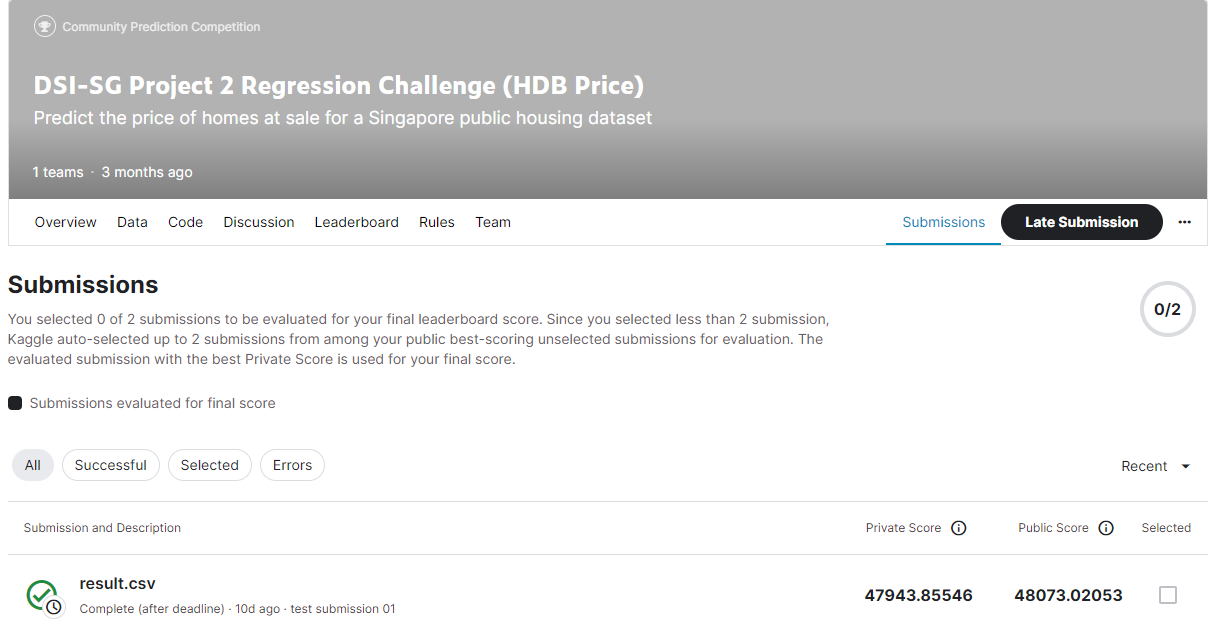 Community Prediction Competition
DSI-SG Project 2 Regression Challenge (HDB Price)
Predict the price of homes at sale for a Singapore public housing dataset
1 teams · 3 months ago
Overview Data Code Discussion Leaderboard Rules Team Submissions Late Submission ···
Submissions
0/2
You selected 0 of 2 submissions to be evaluated for your final leaderboard score. Since you selected less than 2 submission,
Kaggle auto-selected up to 2 submissions from among your public best-scoring unselected submissions for evaluation. The
evaluated submission with the best Private Score is used for your final score.
Submissions evaluated for final score
All Successful Selected Errors Recent
Submission and Description Private Score Public Score Selected
result.csv
47943.85546 48073.02053
Complete (after deadline) · 10d ago · test submission 01